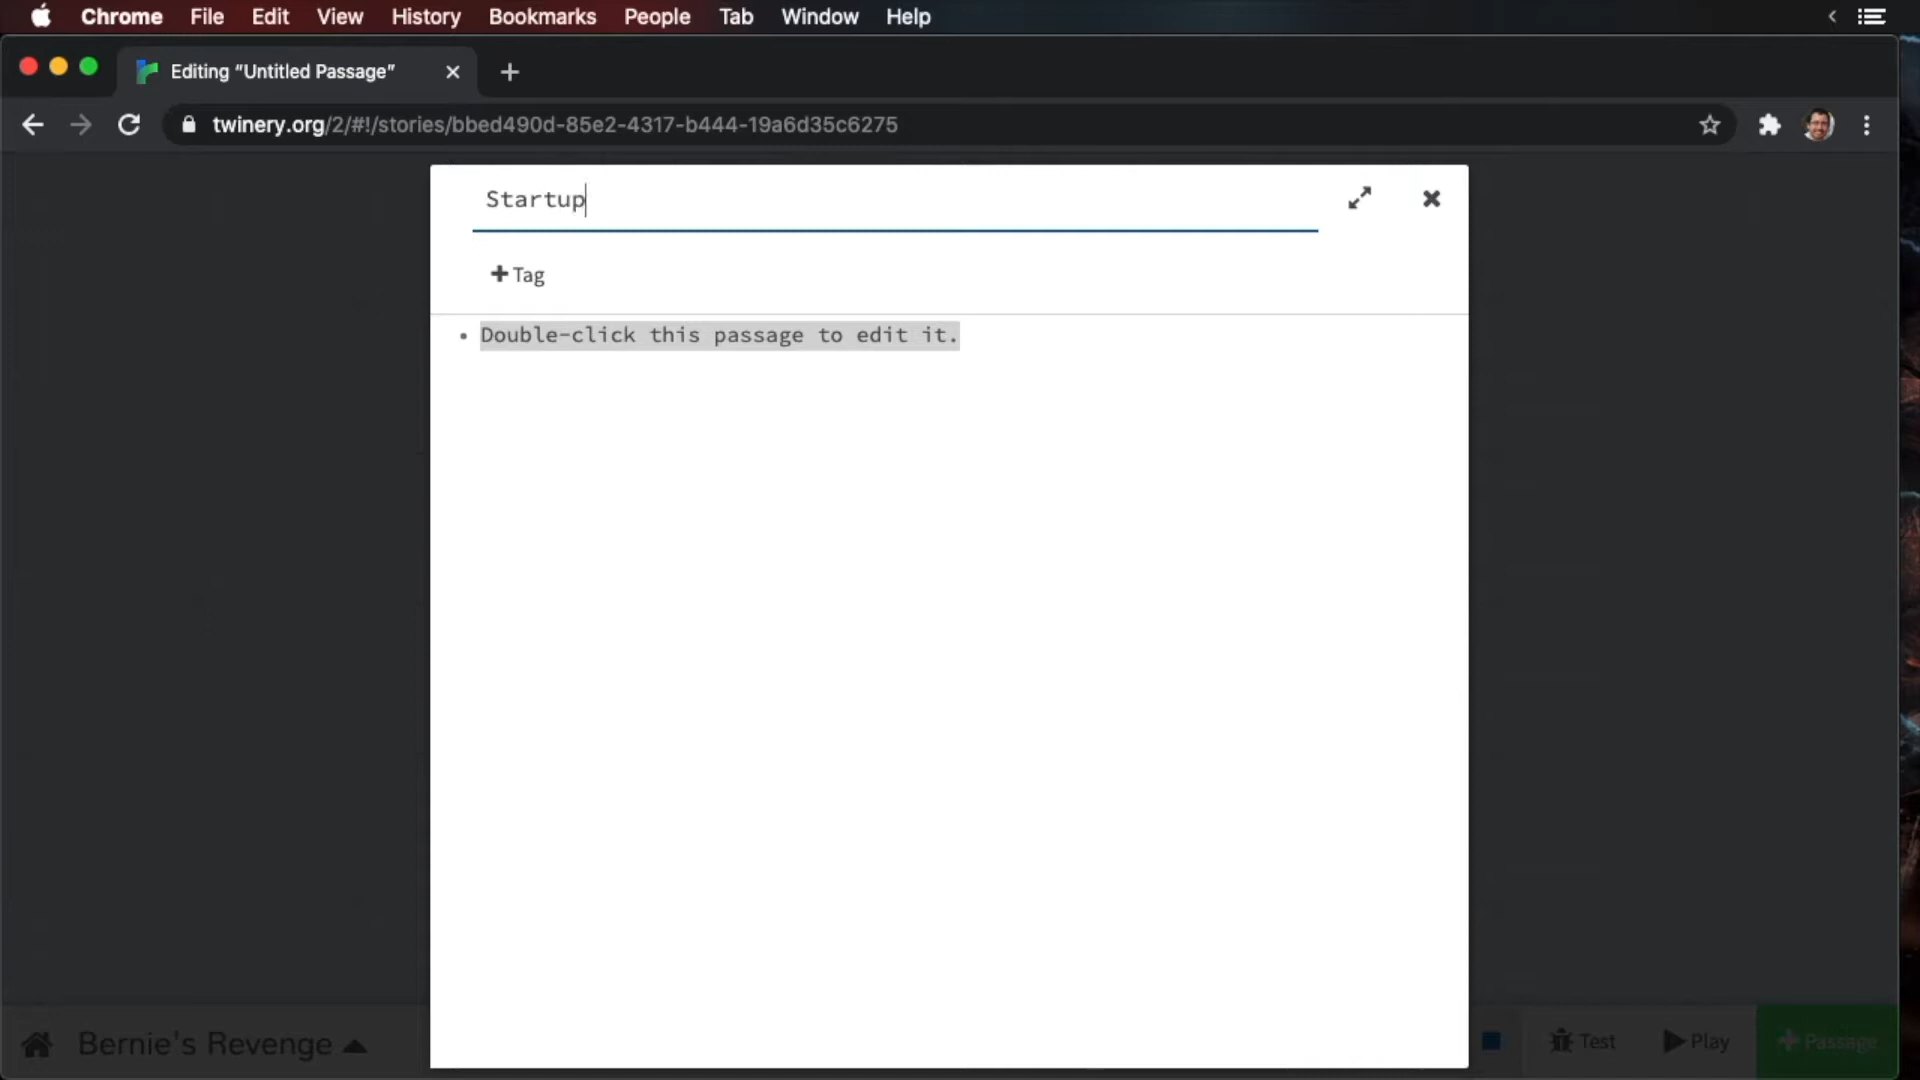 Chrome File Edit View History Bookmarks People Tab Window Help
Editing “Untitled Passage”
twinery.org/2/#!/stories/bbed490d-85e2-4317-b444-19a6d35c6275
Startup
+Tag
Double-click this passage to edit it.
Bernie's Revenge
Test
Play
+Passage